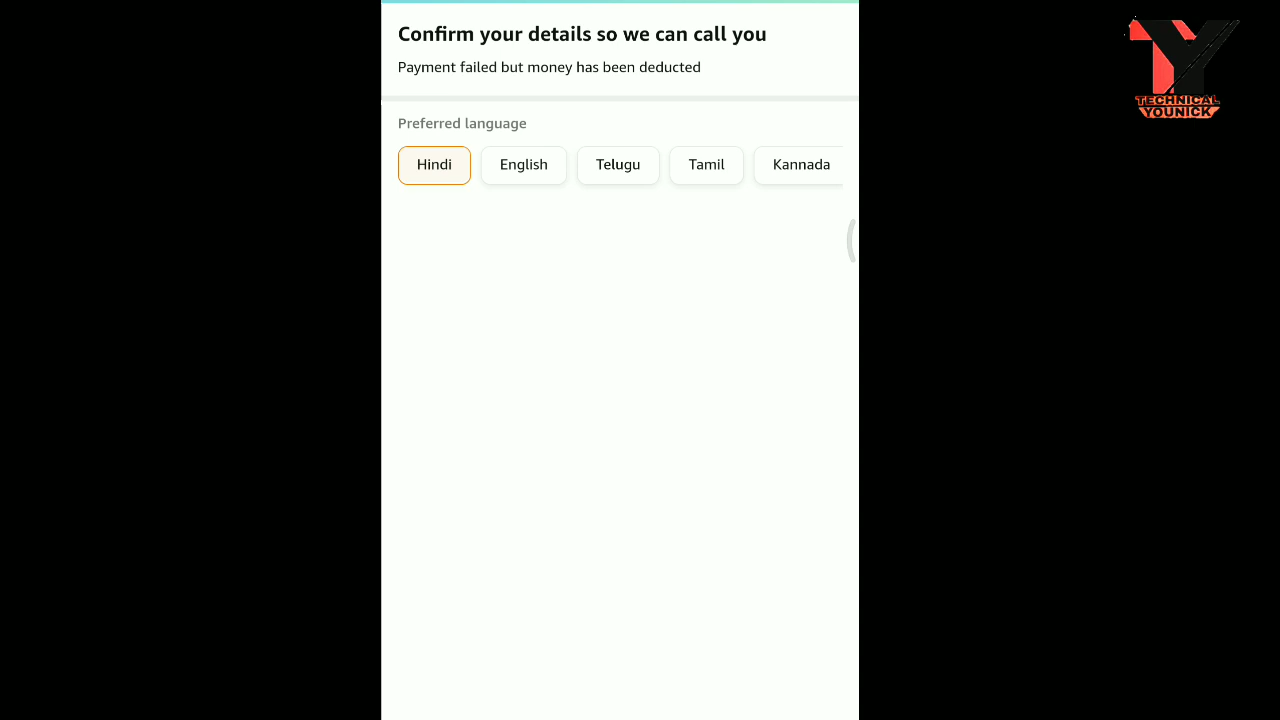 Confirm your details so we can call you
Payment failed but money has been deducted
Preferred language
Hindi English Telugu Tamil Kannada
TECHNICAL
YOUNICK